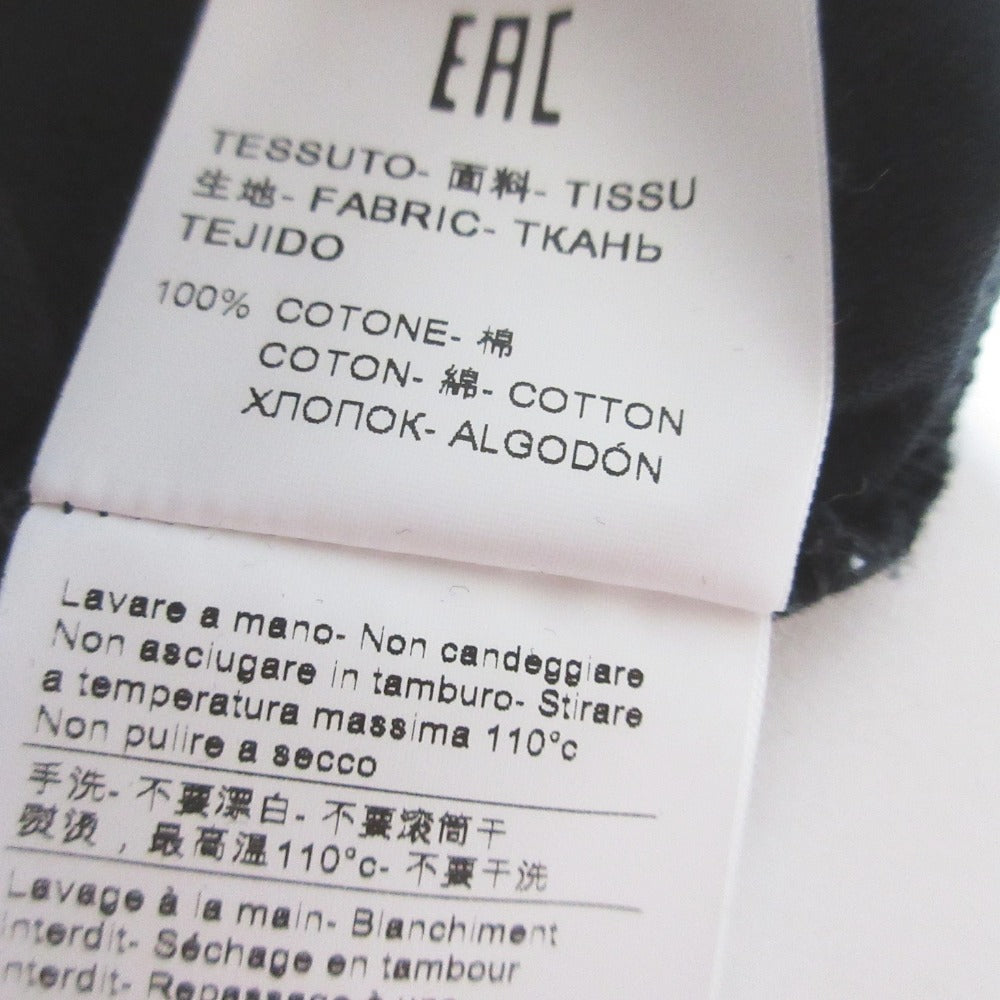 EAC
TESSUTO- 面料- TISSU
生地- FABRIC- ТКАНЬ
TEJIDO
100% COTONE- 棉
COTON- 綿- COTTON
ХЛОПОК- ALGODÓN
Lavare a mano- Non candeggiare
Non asciugare in tamburo- Stirare
a temperatura massima 110°c
Non pulire a secco
手洗- 不要漂白- 不要滚筒干
熨烫，最高温110°c- 不要干洗
Lavage à la main- Blanchiment
interdit- Séchage en tambour
interdit- Repassage à